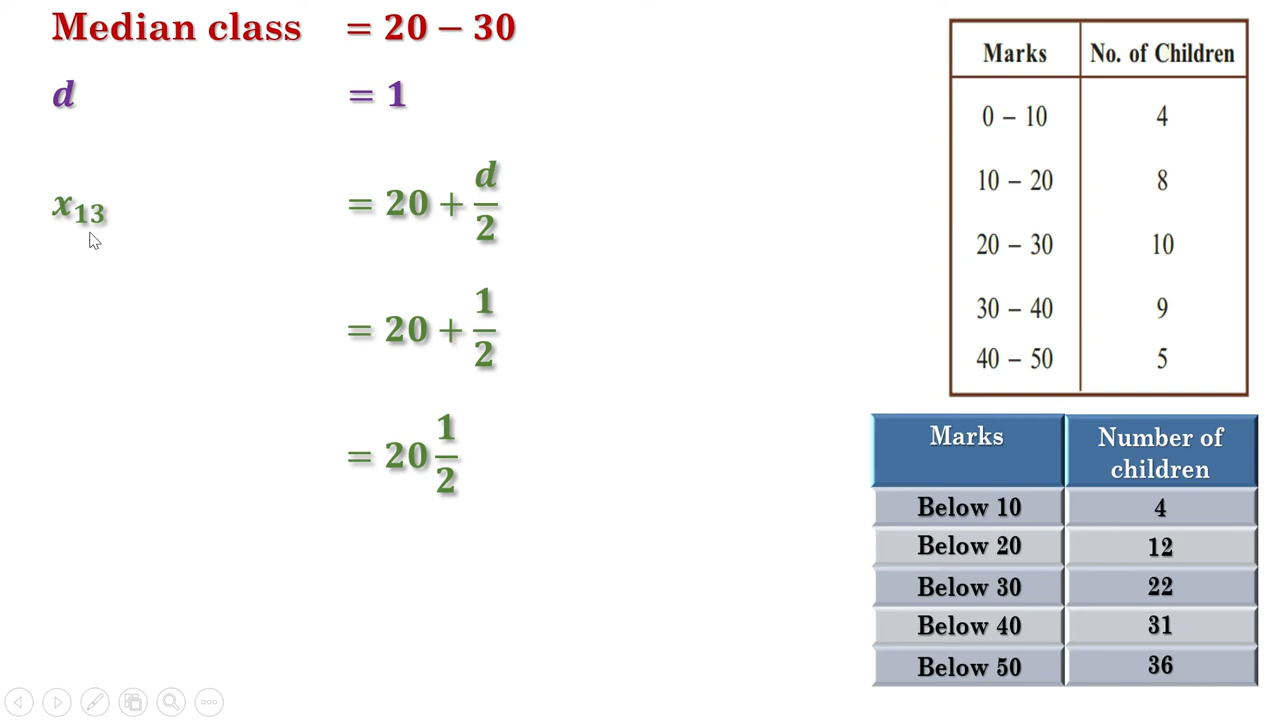 Median class = 20 − 30
d = 1
x₁₃ = 20 + d/2
= 20 + 1/2
= 20 1/2
Marks No. of Children
0 – 10 4
10 – 20 8
20 – 30 10
30 – 40 9
40 – 50 5
Marks Number of children
Below 10 4
Below 20 12
Below 30 22
Below 40 31
Below 50 36